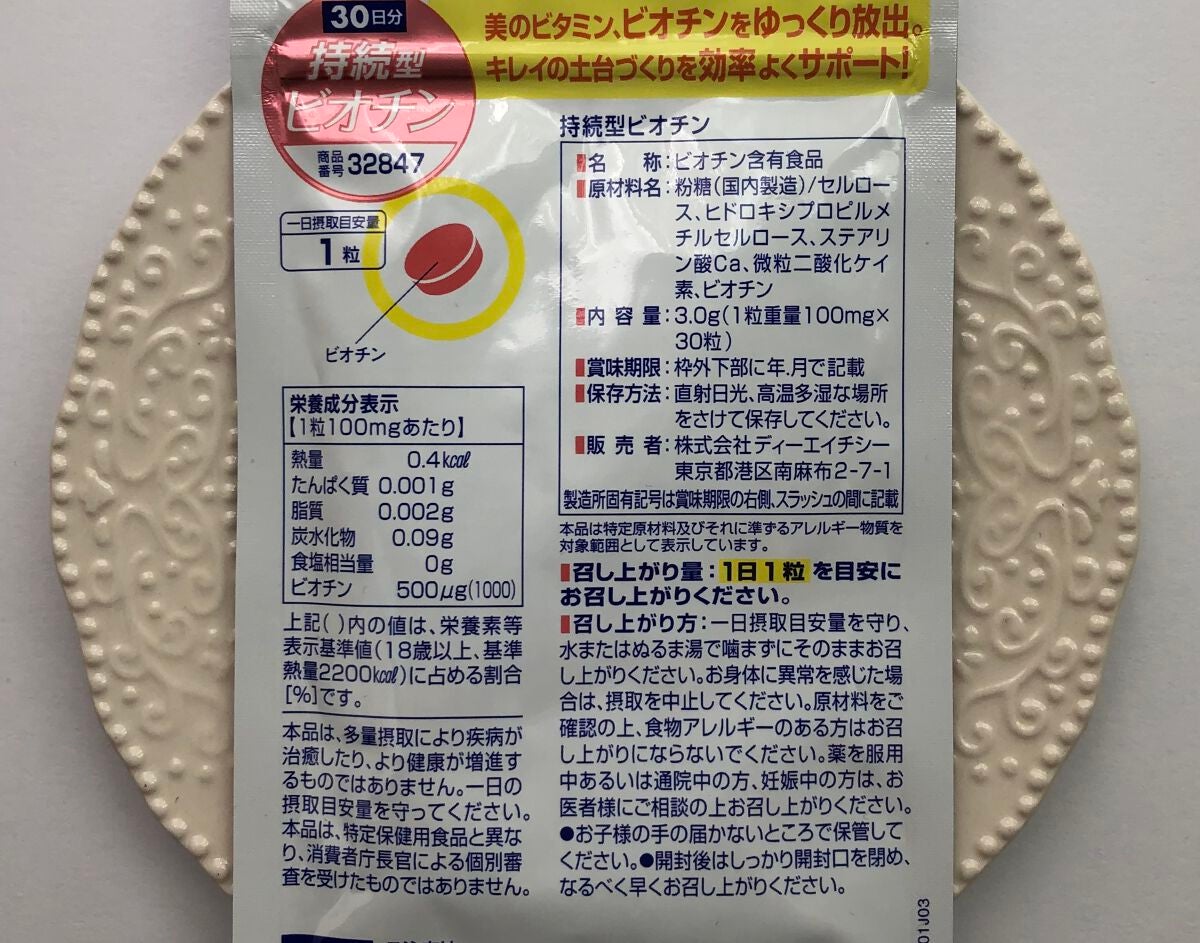 30日分
持続型
ビオチン
商品番号 32847
美のビタミン、ビオチンをゆっくり放出。
キレイの土台づくりを効率よくサポート!
一日摂取目安量
1粒
ビオチン
栄養成分表示
【1粒100mgあたり】
熱量 0.4kcal
たんぱく質 0.001g
脂質 0.002g
炭水化物 0.09g
食塩相当量 0g
ビオチン 500μg(1000)
上記( )内の値は、栄養素等
表示基準値(18歳以上、基準
熱量2200kcal)に占める割合
[%]です。
本品は、多量摂取により疾病が
治癒したり、より健康が増進す
るものではありません。一日の
摂取目安量を守ってください。
本品は、特定保健用食品と異な
り、消費者庁長官による個別審
査を受けたものではありません。
持続型ビオチン
名 称:ビオチン含有食品
原材料名:粉糖(国内製造)/セルロー
ス、ヒドロキシプロピルメ
チルセルロース、ステアリ
ン酸Ca、微粒二酸化ケイ
素、ビオチン
内 容 量:3.0g(1粒重量100mg×
30粒)
賞味期限:枠外下部に年.月で記載
保存方法:直射日光、高温多湿な場所
をさけて保存してください。
販 売 者:株式会社ディーエイチシー
東京都港区南麻布2-7-1
製造所固有記号は賞味期限の右側、スラッシュの間に記載
本品は特定原材料及びそれに準ずるアレルギー物質を
対象範囲として表示しています。
召し上がり量:1日1粒を目安に
お召し上がりください。
召し上がり方:一日摂取目安量を守り、
水またはぬるま湯で噛まずにそのままお召
し上がりください。お身体に異常を感じた場
合は、摂取を中止してください。原材料をご
確認の上、食物アレルギーのある方はお召
し上がりにならないでください。薬を服用
中あるいは通院中の方、妊娠中の方は、お
医者様にご相談の上お召し上がりください。
●お子様の手の届かないところで保管して
ください。●開封後はしっかり開封口を閉め、
なるべく早くお召し上がりください。
01J03